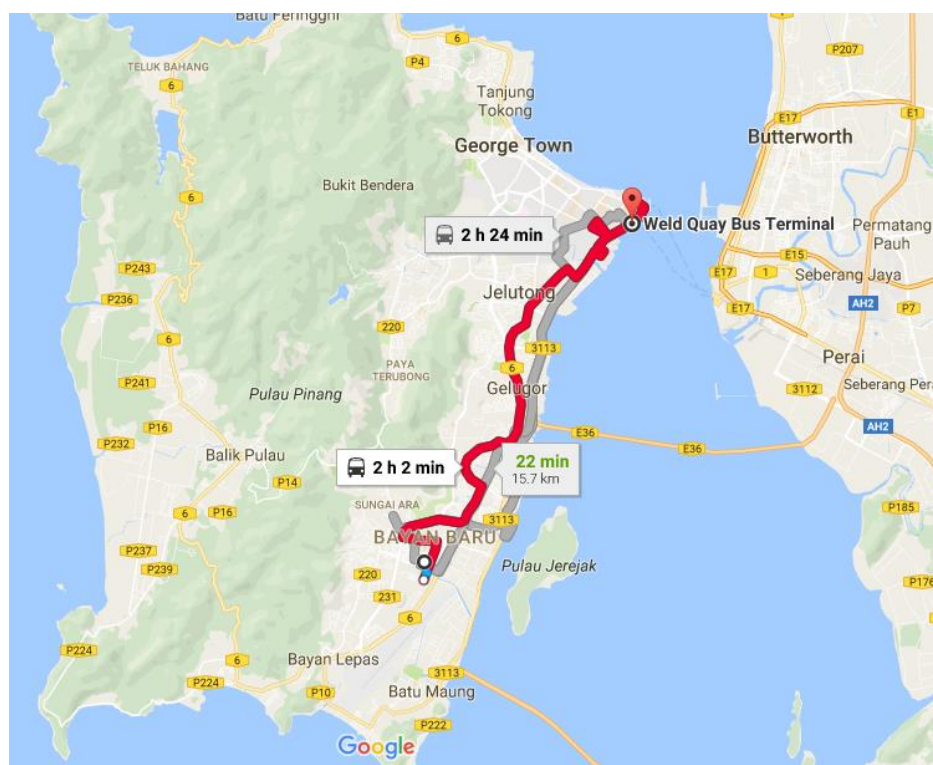 Batu Feringghi
6
P207
TELUK BAHANG
P4
6
Tanjung
Tokong
E17
E1
George Town
Butterworth
6
Bukit Bendera
Weld Quay Bus Terminal
Permatang
Pauh
2 h 24 min
E15
P243
E17
1
Seberang Jaya
P236
Jelutong
AH2
P7
E17
220
3113
6
PAYA
TERUBONG
6
Perai
P241
Gelugor
3112
Seberang Pera
Pulau Pinang
P16
P232
E36
E36
AH2
Balik Pulau
2 h 2 min
22 min
15.7 km
P14
6
SUNGAI ARA
P16
P185
3113
BAYAN BARU
P237
P239
220
Pulau Jerejak
P176
231
6
P224
6
Bayan Lepas
P224
3113
P10
Batu Maung
1
P222
Google